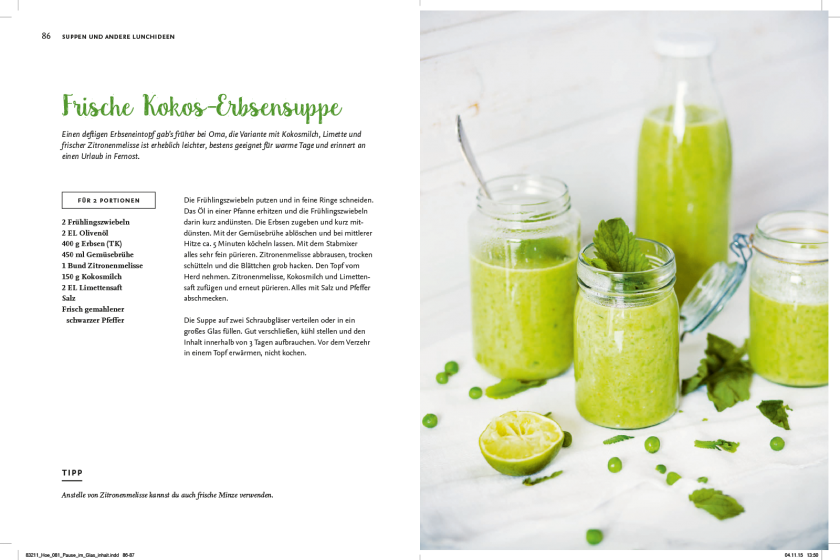 86 SUPPEN UND ANDERE LUNCHIDEEN
Frische Kokos-Erbsensuppe
Einen deftigen Erbseneintopf gab's früher bei Oma, die Variante mit Kokosmilch, Limette und
frischer Zitronenmelisse ist erheblich leichter, bestens geeignet für warme Tage und erinnert an
einen Urlaub in Fernost.
FÜR 2 PORTIONEN
2 Frühlingszwiebeln
2 EL Olivenöl
400 g Erbsen (TK)
450 ml Gemüsebrühe
1 Bund Zitronenmelisse
150 g Kokosmilch
2 EL Limettensaft
Salz
Frisch gemahlener
schwarzer Pfeffer
Die Frühlingszwiebeln putzen und in feine Ringe schneiden.
Das Öl in einer Pfanne erhitzen und die Frühlingszwiebeln
darin kurz andünsten. Die Erbsen zugeben und kurz mit-
dünsten. Mit der Gemüsebrühe ablöschen und bei mittlerer
Hitze ca. 5 Minuten köcheln lassen. Mit dem Stabmixer
alles sehr fein pürieren. Zitronenmelisse abbrausen, trocken
schütteln und die Blättchen grob hacken. Den Topf vom
Herd nehmen. Zitronenmelisse, Kokosmilch und Limetten-
saft zufügen und erneut pürieren. Alles mit Salz und Pfeffer
abschmecken.
Die Suppe auf zwei Schraubgläser verteilen oder in ein
großes Glas füllen. Gut verschließen, kühl stellen und den
Inhalt innerhalb von 3 Tagen aufbrauchen. Vor dem Verzehr
in einem Topf erwärmen, nicht kochen.
TIPP
Anstelle von Zitronenmelisse kannst du auch frische Minze verwenden.
63211_Hoe_001_Pause_im_Glas_inhalt.indd 86-87
04.11.15 13:50